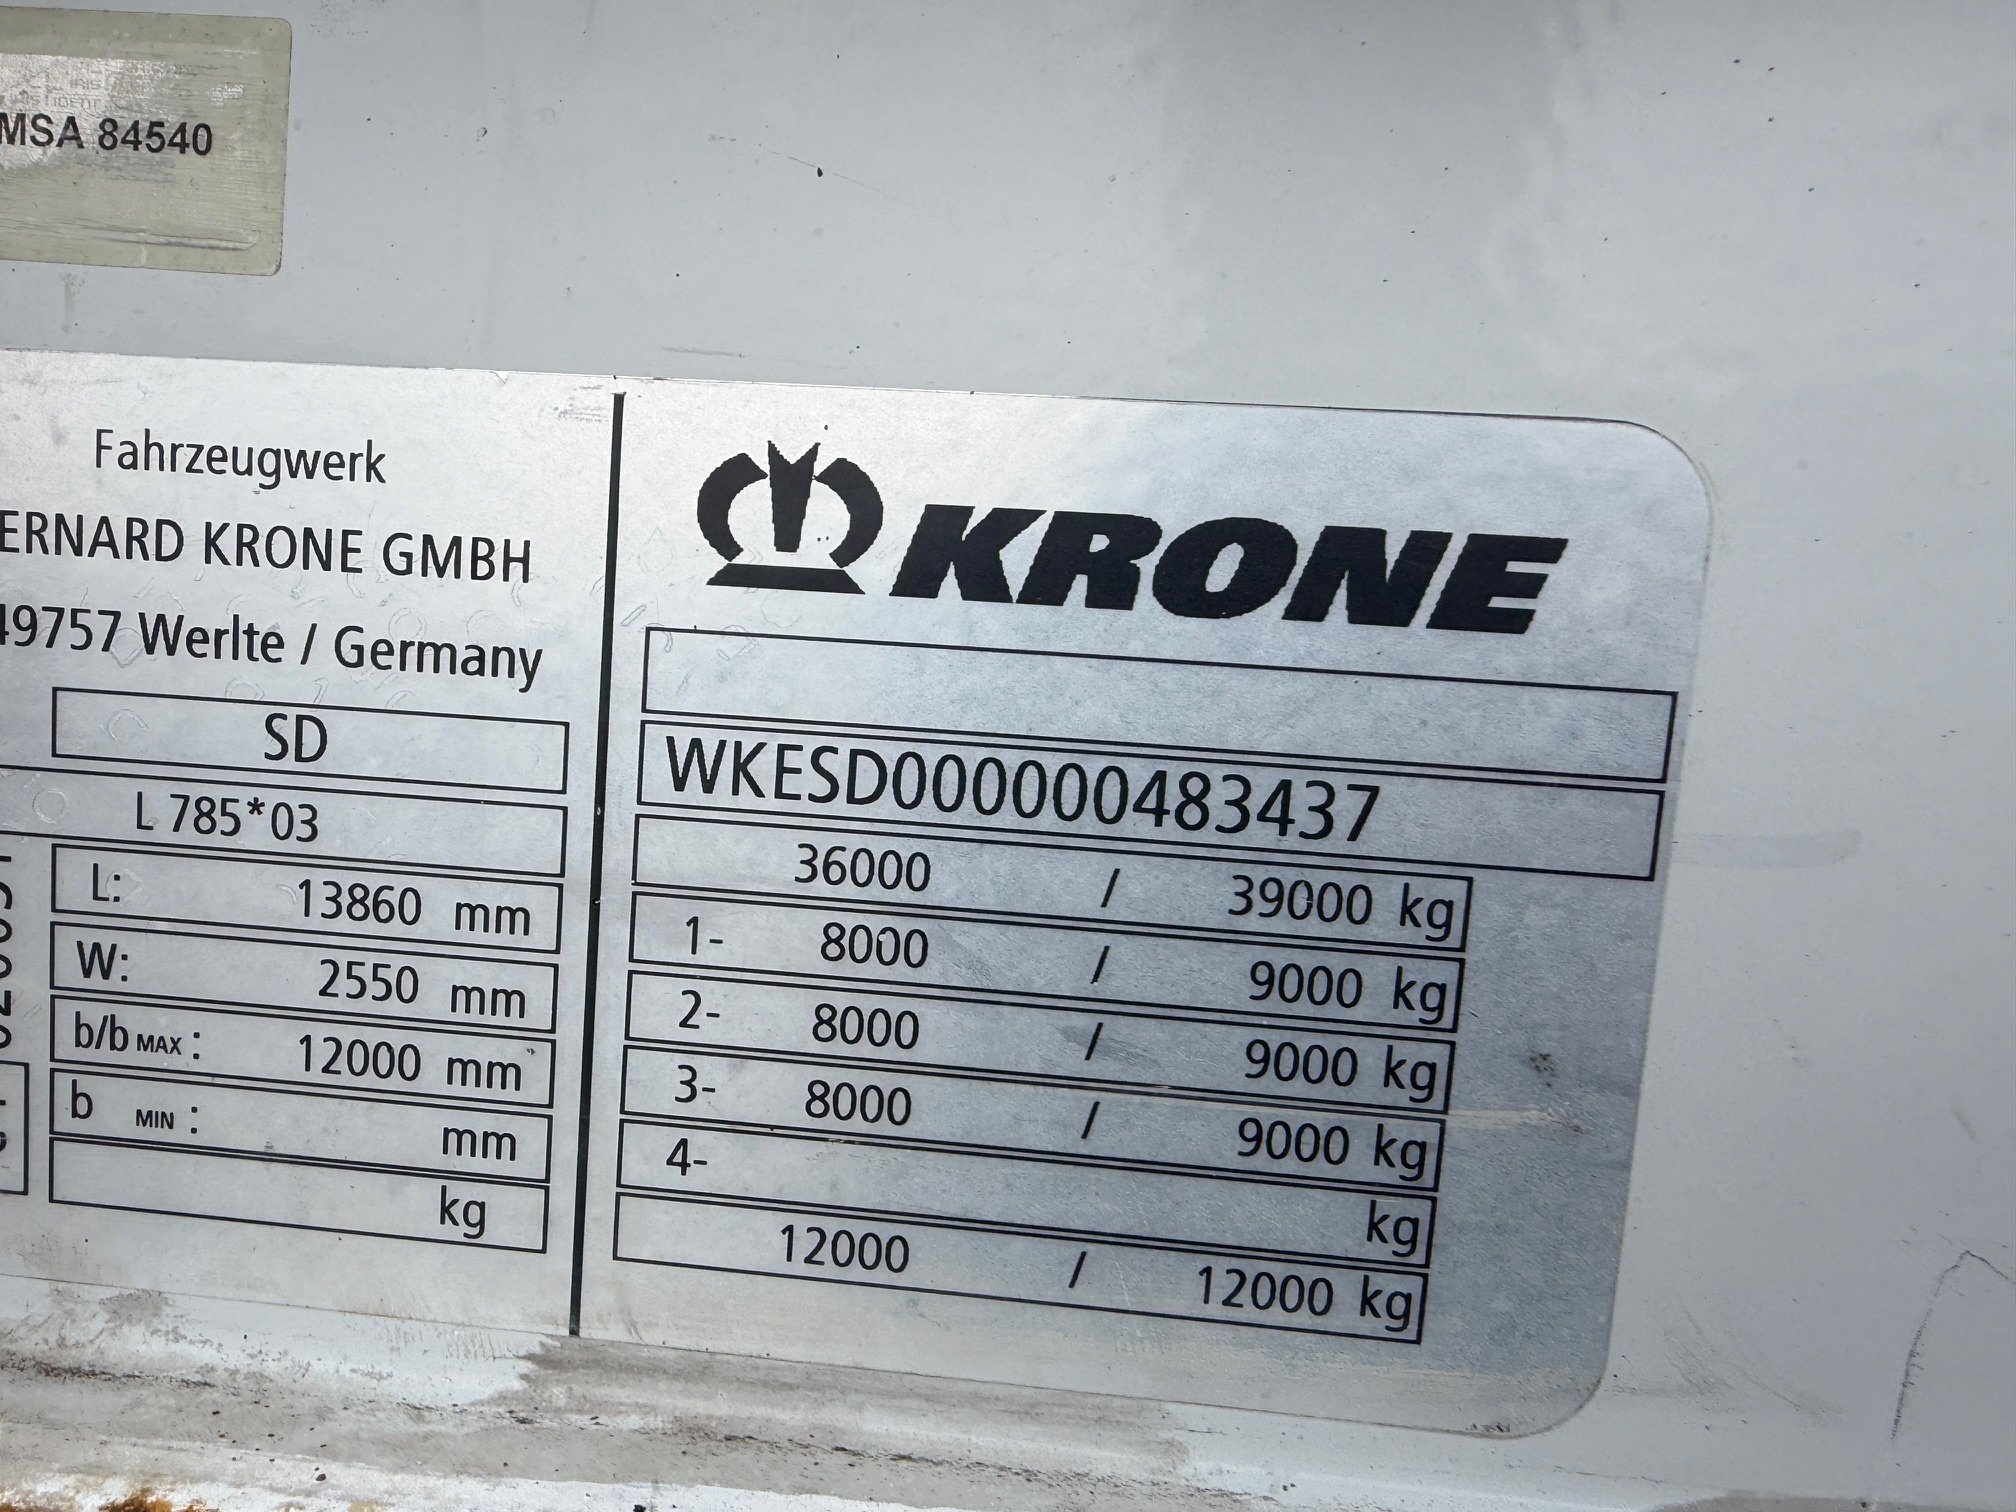 MSA 84540
Fahrzeugwerk
ERNARD KRONE GMBH
49757 Werlte / Germany
SD
L 785*03
L: 13860 mm
W: 2550 mm
b/b MAX : 12000 mm
b MIN : mm
kg
KRONE
WKESD000000483437
36000 / 39000 kg
1- 8000 / 9000 kg
2- 8000 / 9000 kg
3- 8000 / 9000 kg
4- kg
12000 / 12000 kg